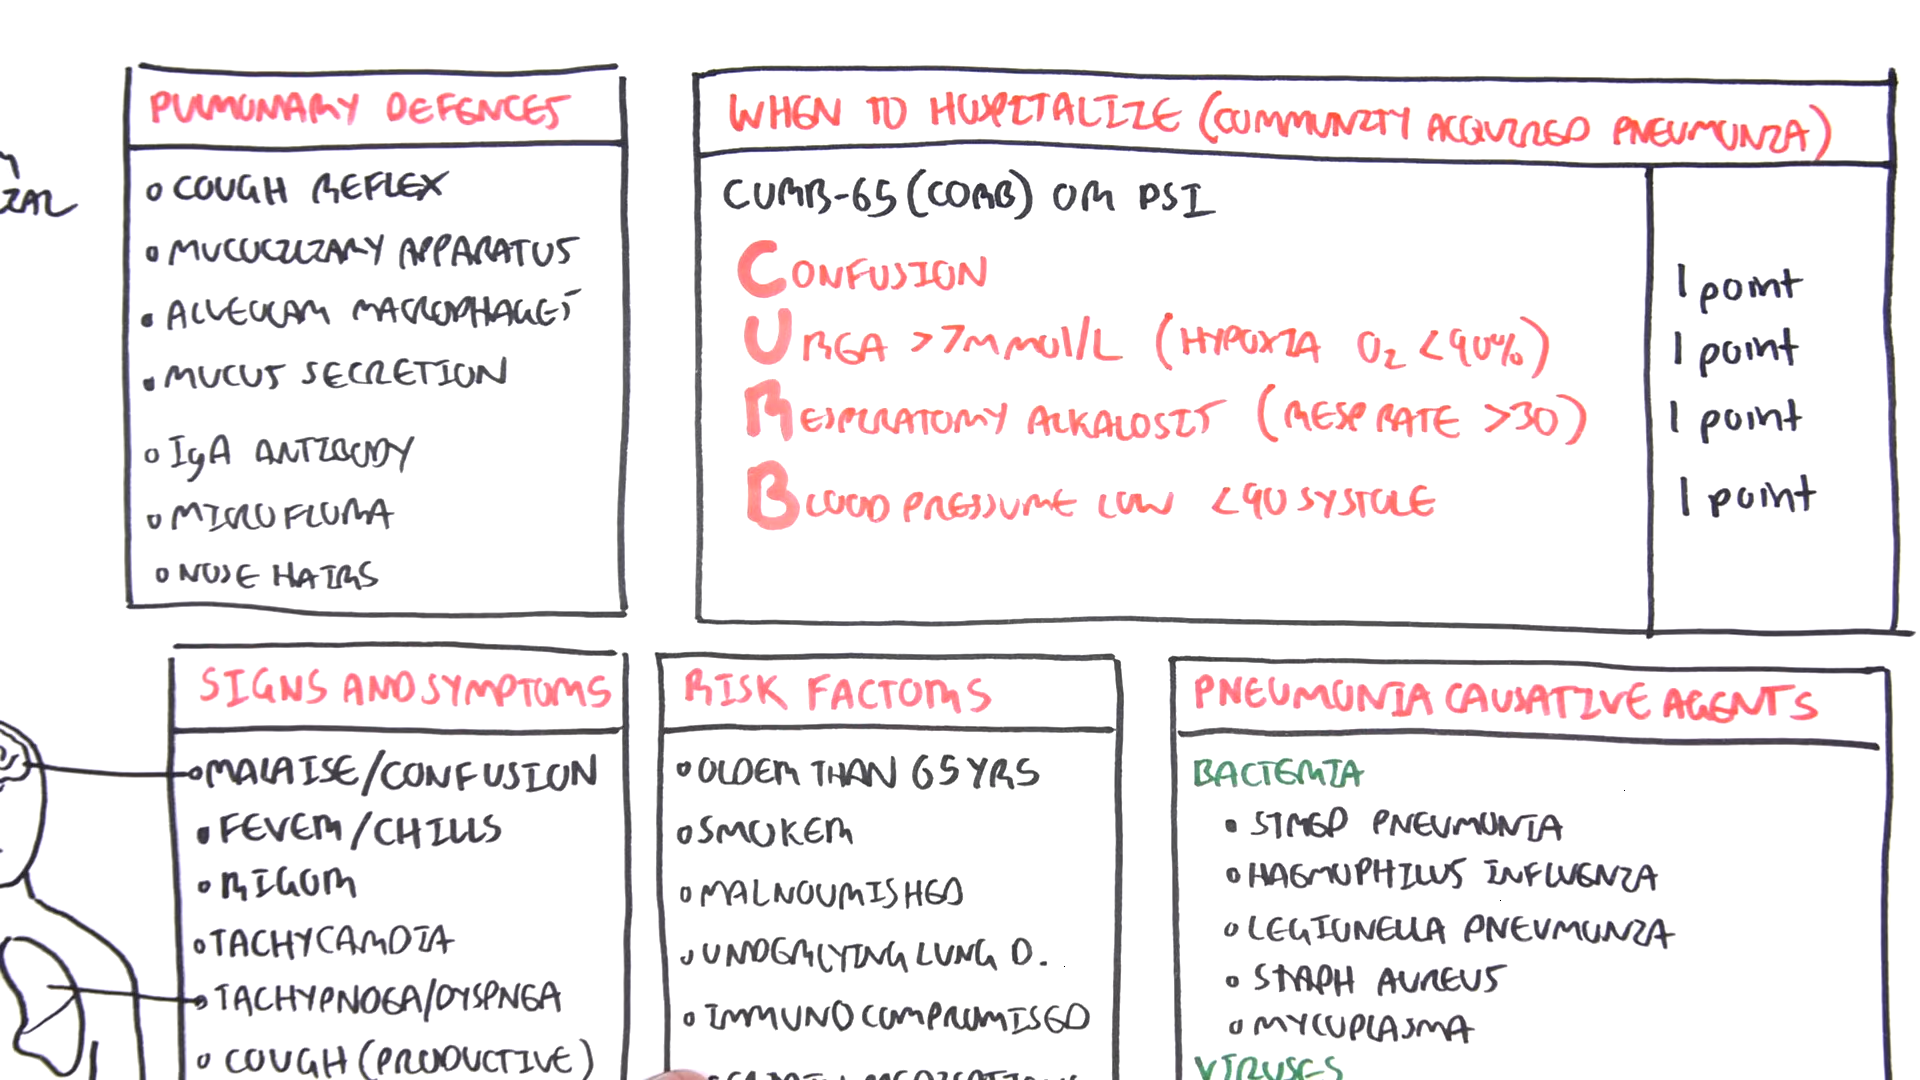 PULMONARY DEFENCES
○ COUGH REFLEX
○ MUCOCILIARY APPARATUS
• ALVEOLAR MACROPHAGES
• MUCUS SECRETION
○ IgA ANTIBODY
○ MICROFLORA
○ NOSE HAIRS
WHEN TO HOSPITALIZE (COMMUNITY ACQUIRED PNEUMONIA)
CURB-65 (CORB) OR PSI
CONFUSION 1 point
UREA >7mmol/L (HYPOXIA O2 <90%) 1 point
RESPIRATORY ALKALOSIS (RESP RATE >30) 1 point
BLOOD PRESSURE LOW <90 SYSTOLE 1 point
SIGNS AND SYMPTOMS
○ MALAISE/CONFUSION
• FEVER/CHILLS
○ RIGOR
○ TACHYCARDIA
○ TACHYPNOEA/DYSPNEA
○ COUGH (PRODUCTIVE)
RISK FACTORS
○ OLDER THAN 65 YRS
○ SMOKER
○ MALNOURISHED
○ UNDERLYING LUNG D.
○ IMMUNOCOMPROMISED
PNEUMONIA CAUSATIVE AGENTS
BACTERIA
• STREP PNEUMONIA
○ HAEMOPHILUS INFLUENZA
○ LEGIONELLA PNEUMONIA
○ STAPH AUREUS
○ MYCOPLASMA
VIRUSES